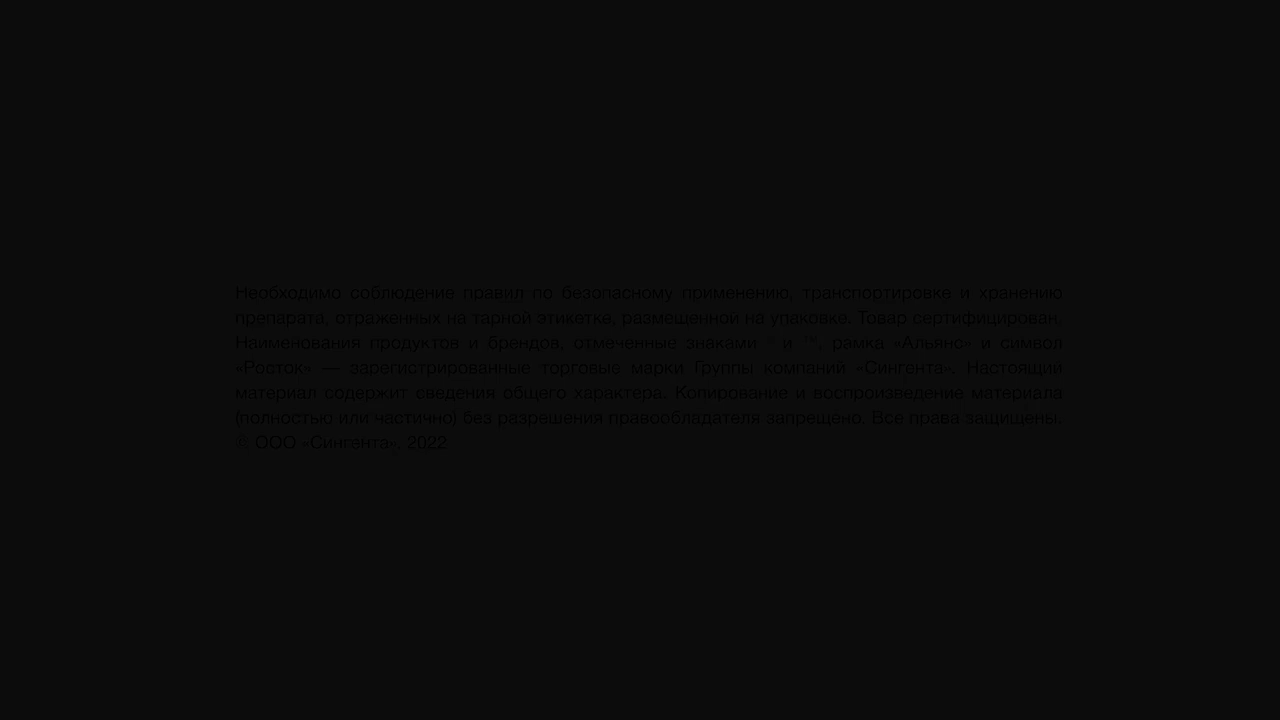 Необходимо соблюдение правил по безопасному применению, транспортировке и хранению
препарата, отраженных на тарной этикетке, размещенной на упаковке. Товар сертифицирован.
Наименования продуктов и брендов, отмеченные знаками ® и ™, рамка «Альянс» и символ
«Росток» — зарегистрированные торговые марки Группы компаний «Сингента». Настоящий
материал содержит сведения общего характера. Копирование и воспроизведение материала
(полностью или частично) без разрешения правообладателя запрещено. Все права защищены.
© ООО «Сингента», 2022